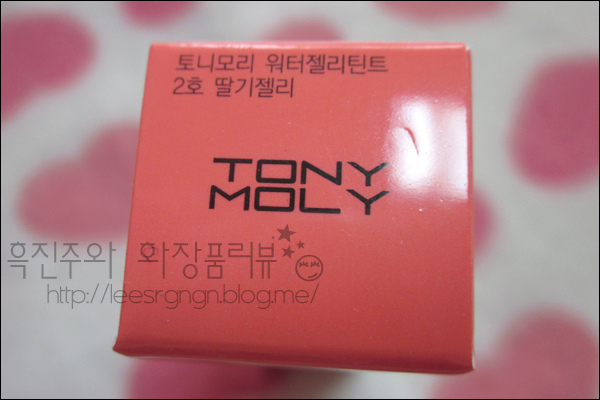 토니모리 워터젤리틴트
2호 딸기젤리
TONY
MOLY
흑진주와 화장품리뷰
http://leesrgngn.blog.me/